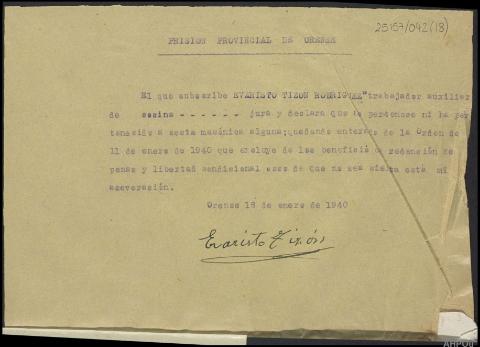 25167/042(18)
PRISION PROVINCIAL DE ORENSE
El que subscribe EVARISTO TIZON RODRIGUEZ trabajador auxiliar
de cocina - - - - - - jura y declara que no pertenece ni ha per
tenecido a secta masónica alguna;quedando enterado de la Orden de
11 de enero de 1940 que excluye de los beneficios de redención de
penas y libertad condicional caso de que no sea cierta esta mi
aseveración.
Orense 18 de enero de 1940
Evaristo Tizón
AHPOu